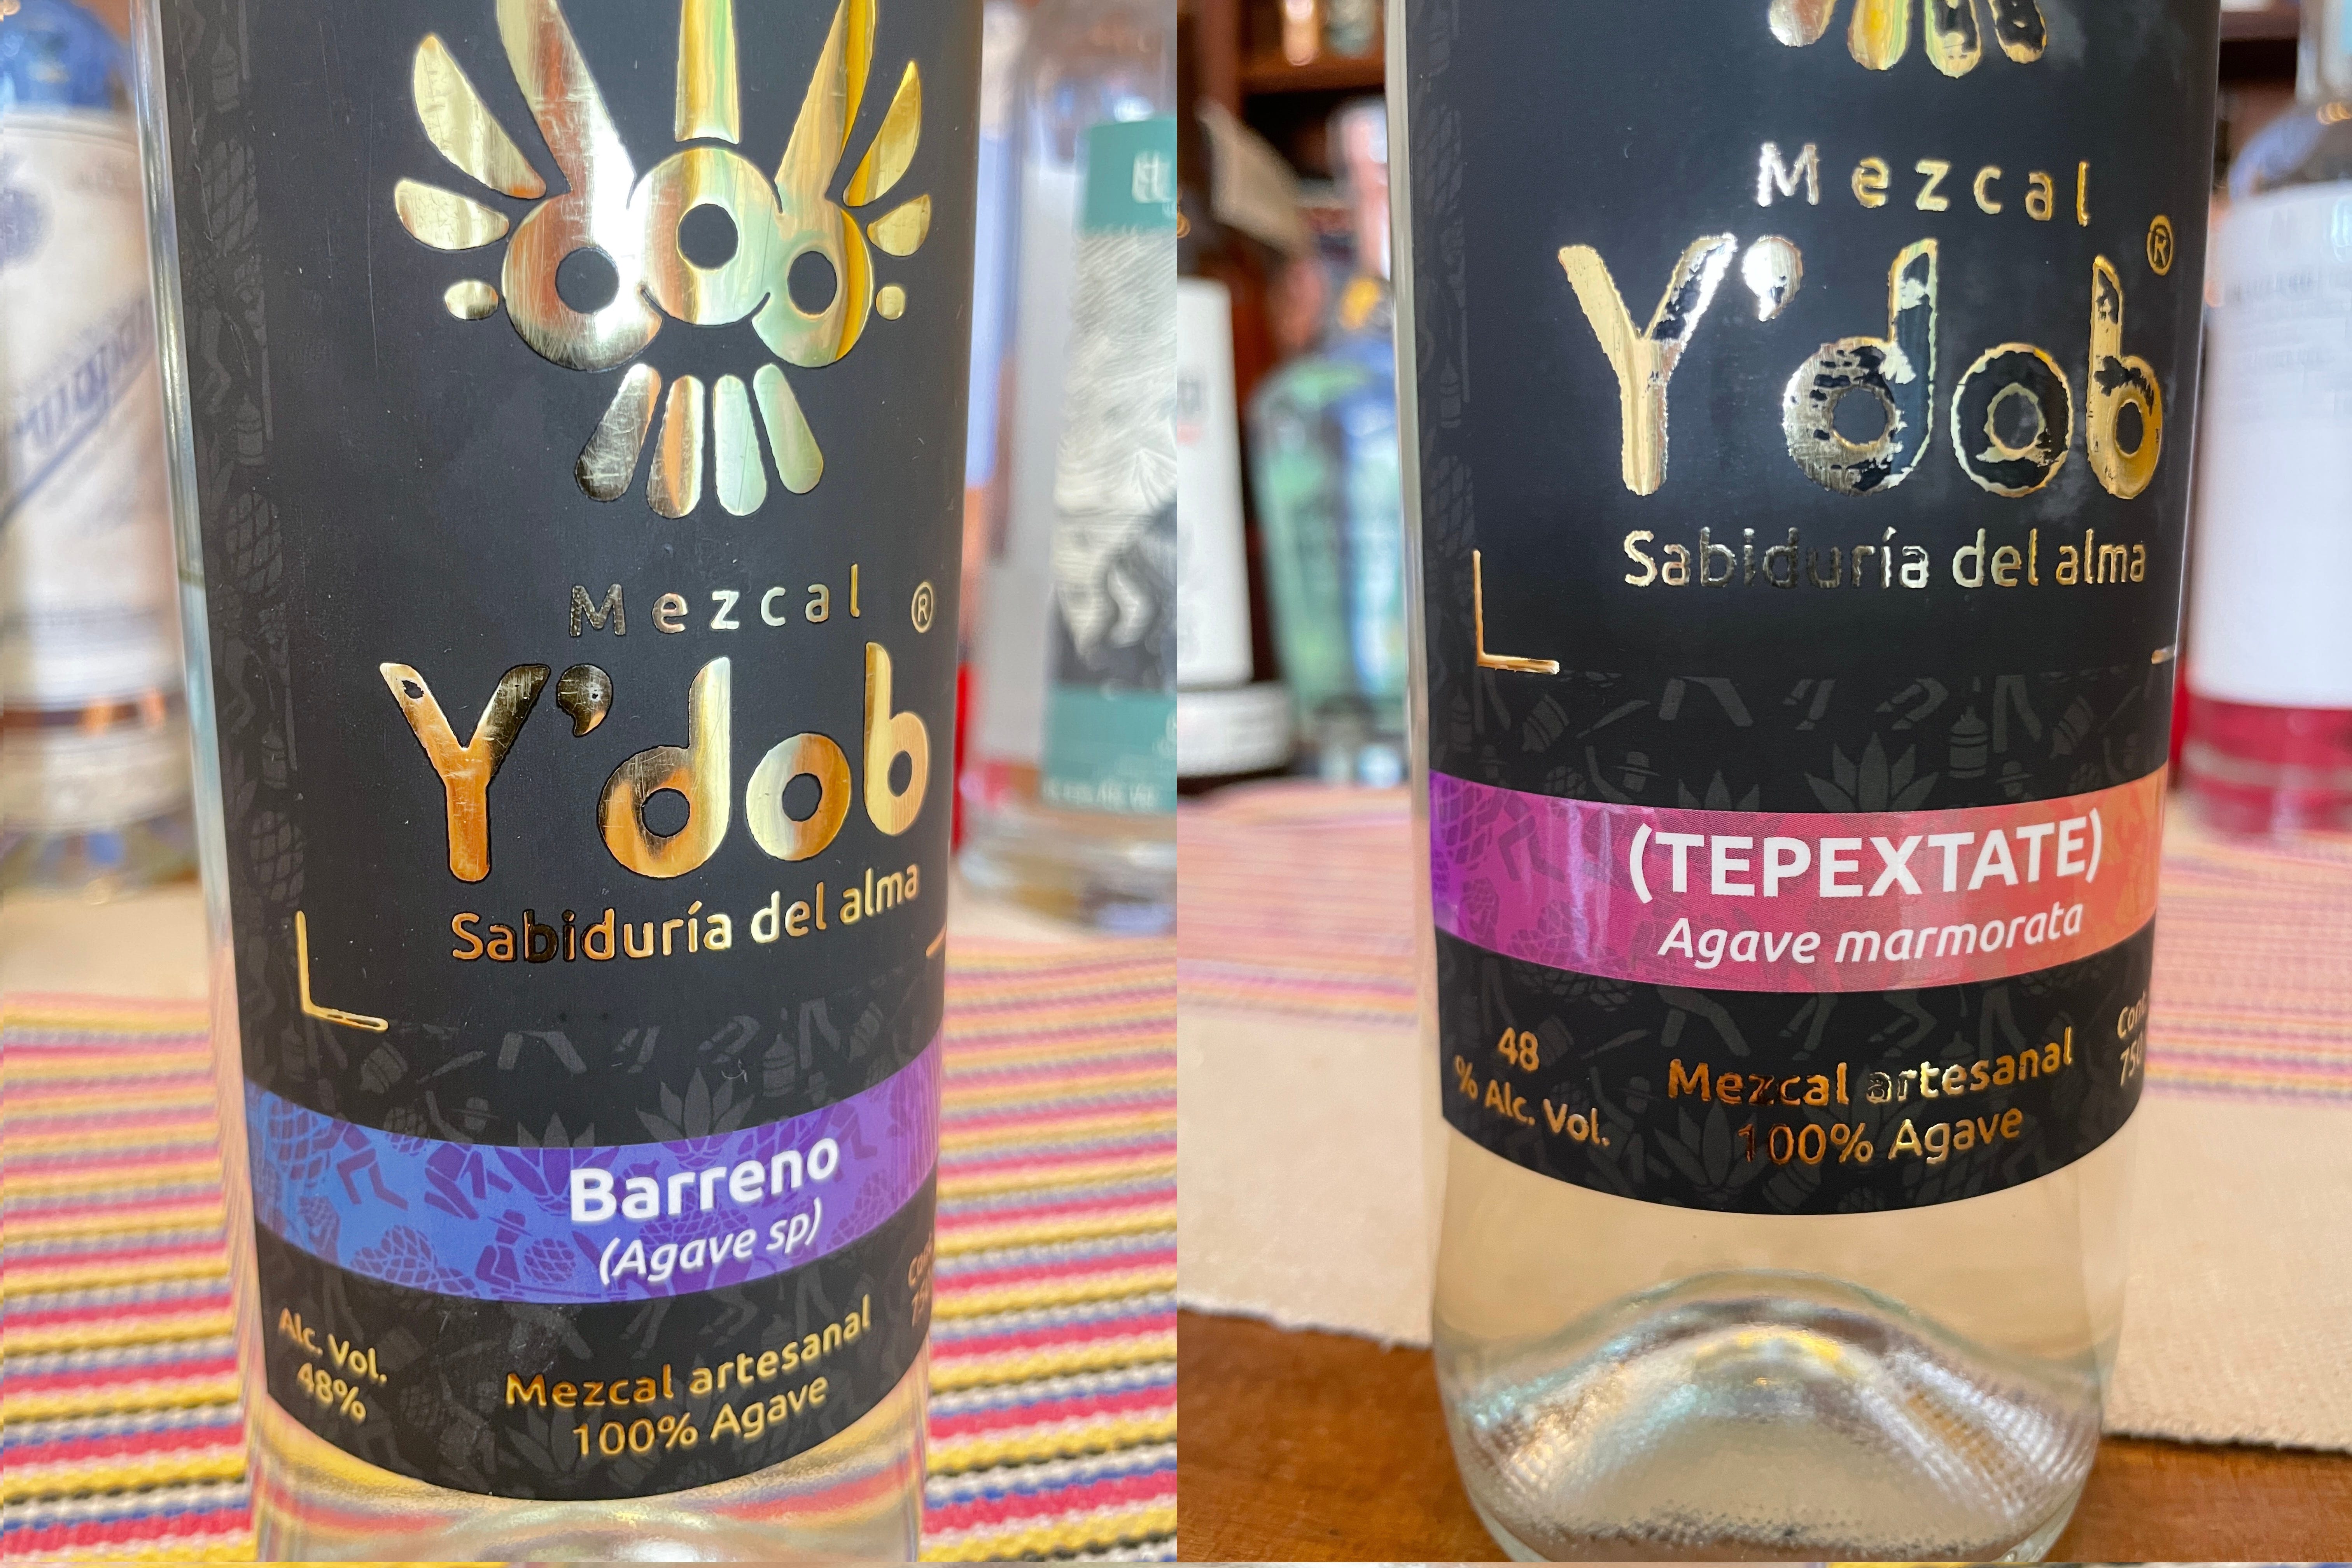 Mezcal
Y'dob®
Sabiduría del alma
Barreno
(Agave sp)
Alc. Vol.
48%
Mezcal artesanal
100% Agave
Mezcal
Y'dob®
Sabiduría del alma
(TEPEXTATE)
Agave marmorata
48
% Alc. Vol.
Mezcal artesanal
100% Agave
750